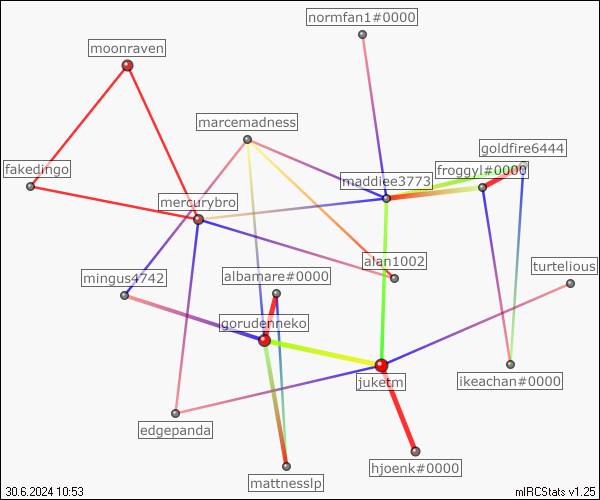 normfan1#0000
moonraven
marcemadness
goldfire6444
fakedingo
froggyl#0000
maddiee3773
mercurybro
alan1002
turtelious
mingus4742
albamare#0000
gorudenneko
juketm
ikeachan#0000
edgepanda
hjoenk#0000
mattnesslp
30.6.2024 10:53
mIRCStats v1.25